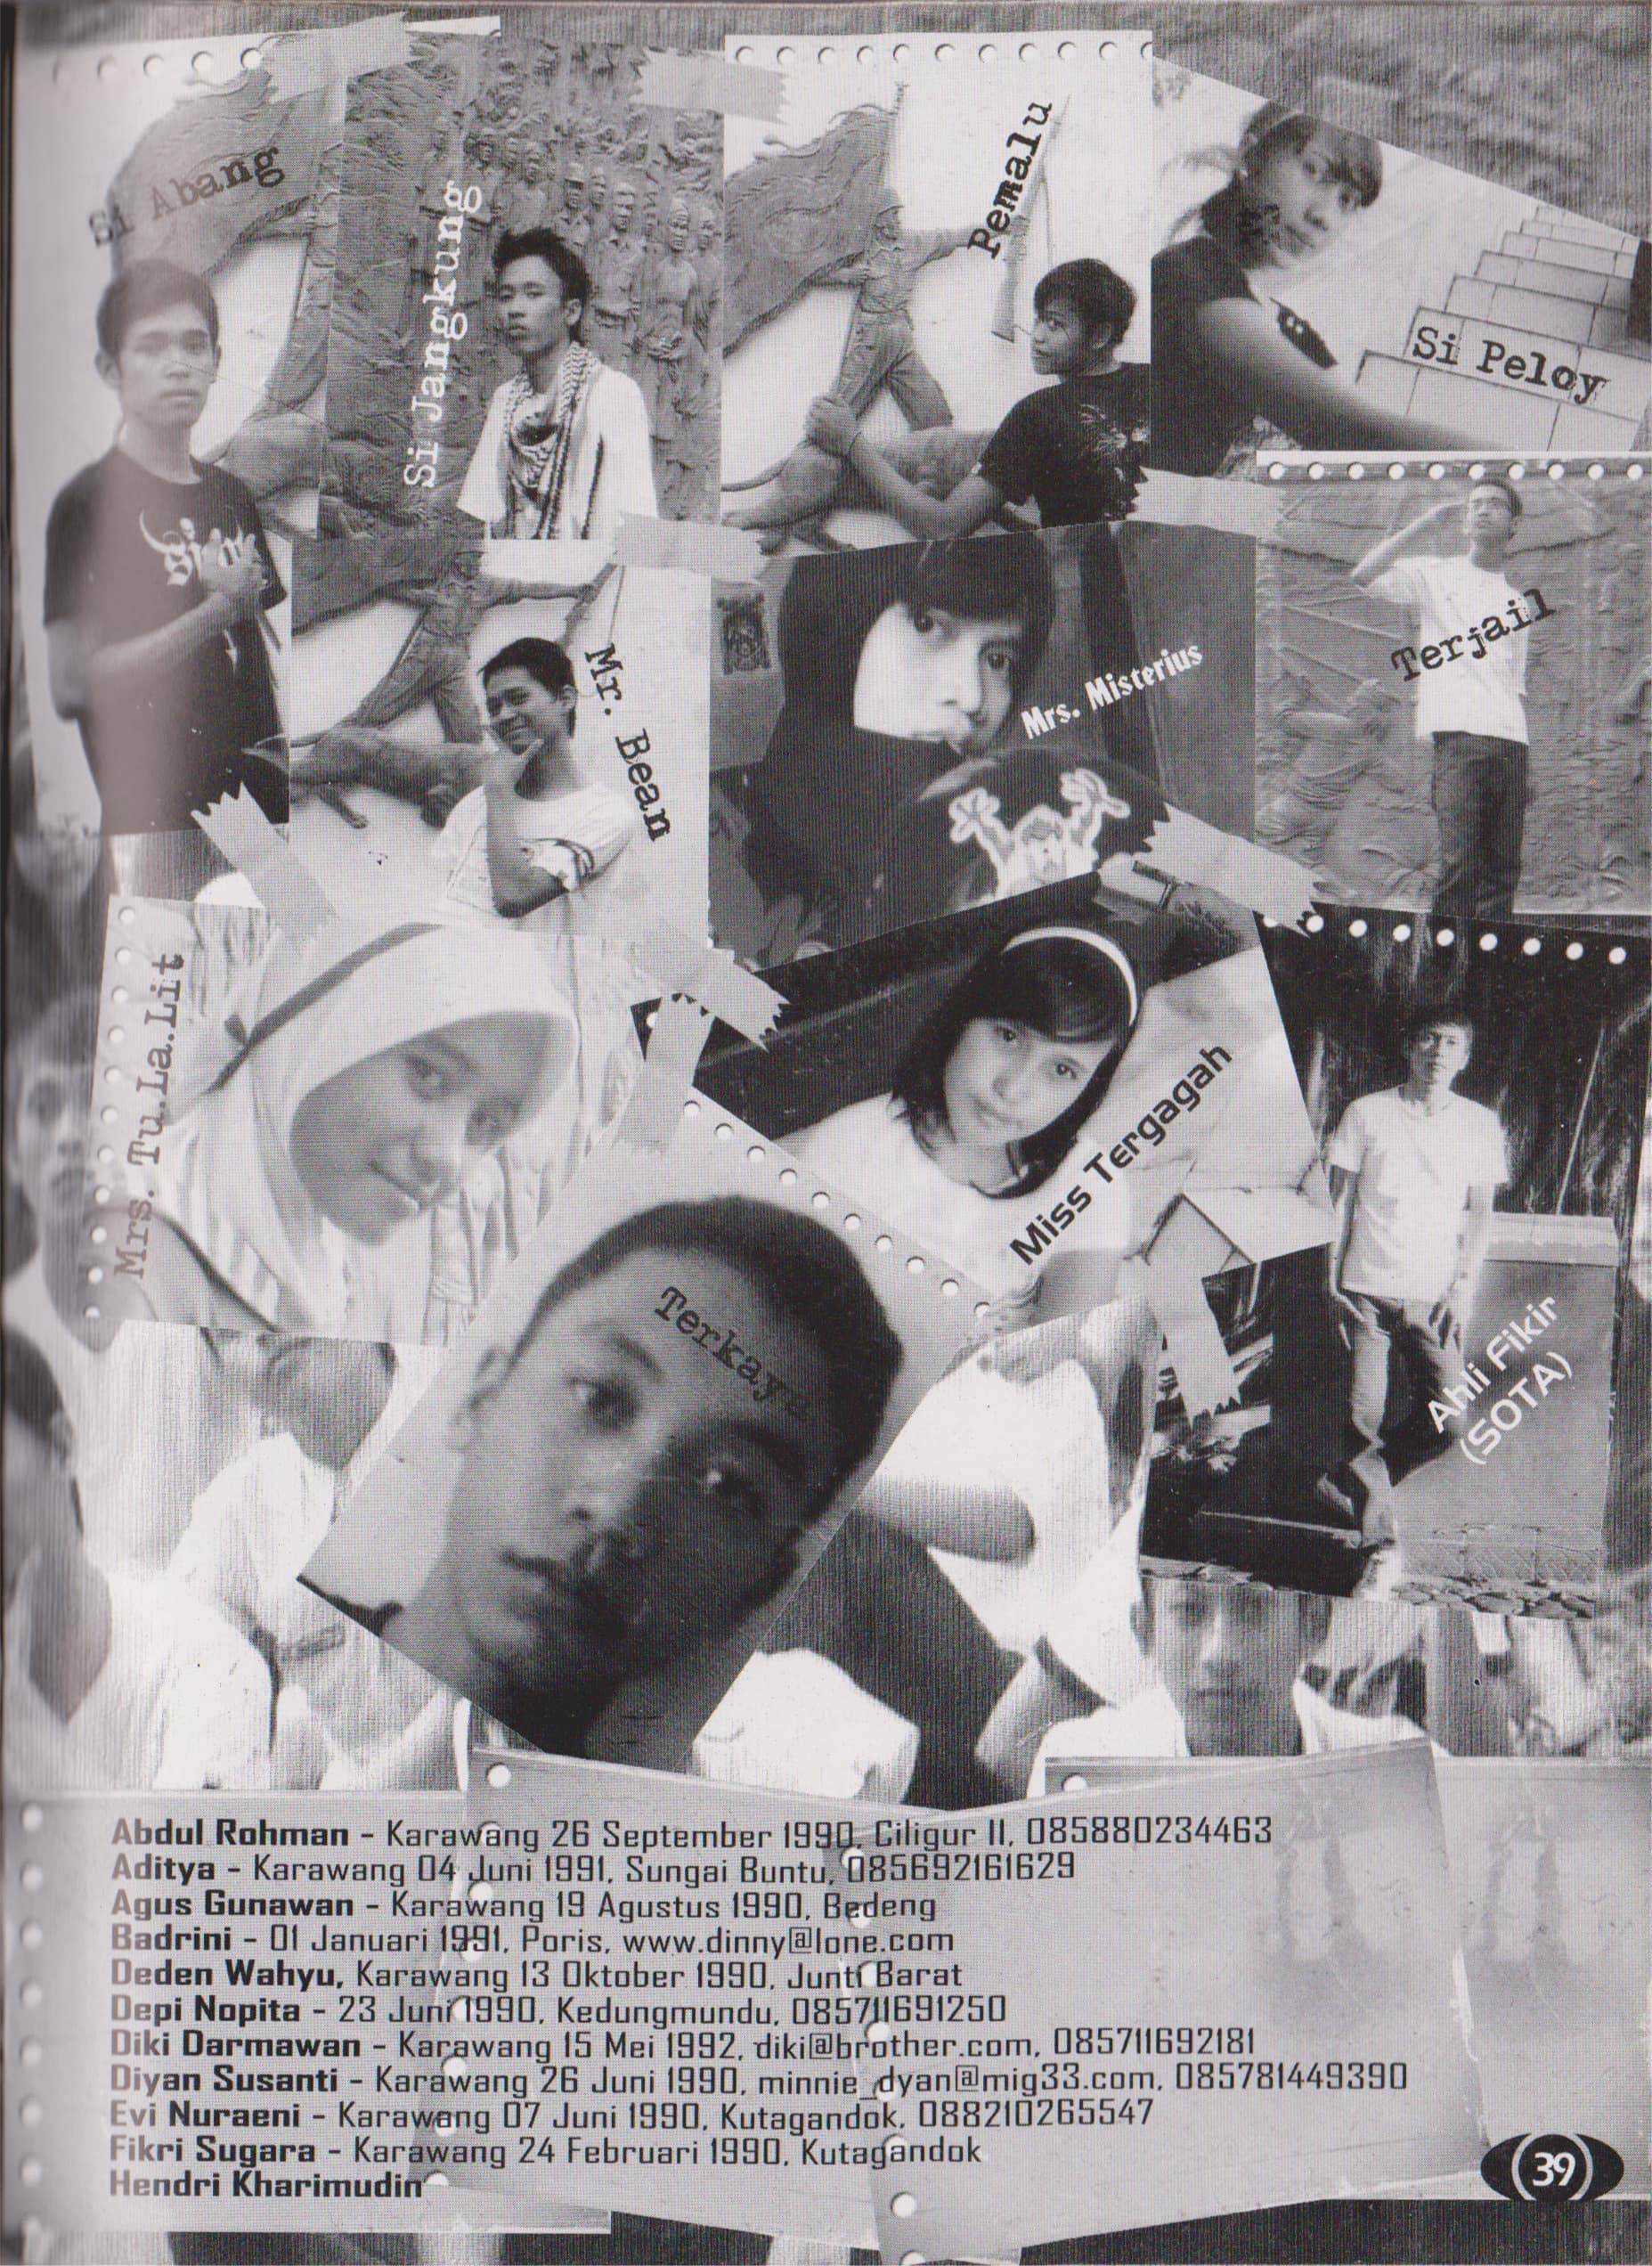 Si Abang
Si Jangkung
Pemalu
Si Peloy
Mr. Bean
Mrs. Misterius
Terjail
Mrs. Tu.La.Lit
Miss Tergagah
Terkaya
Ahli Fikir
(SOTA)
Abdul Rohman - Karawang 26 September 1990, Ciligur II, 085880234463
Aditya - Karawang 04 Juni 1991, Sungai Buntu, 085692161629
Agus Gunawan - Karawang 19 Agustus 1990, Bedeng
Badrini - 01 Januari 1991, Poris, www.dinny@lone.com
Deden Wahyu, Karawang 13 Oktober 1990, Junti Barat
Depi Nopita - 23 Juni 1990, Kedungmundu, 085711691250
Diki Darmawan - Karawang 15 Mei 1992, diki@brother.com, 085711692181
Diyan Susanti - Karawang 26 Juni 1990, minnie_dyan@mig33.com, 085781449390
Evi Nuraeni - Karawang 07 Juni 1990, Kutagandok, 088210265547
Fikri Sugara - Karawang 24 Februari 1990, Kutagandok
Hendri Kharimudin
(39)